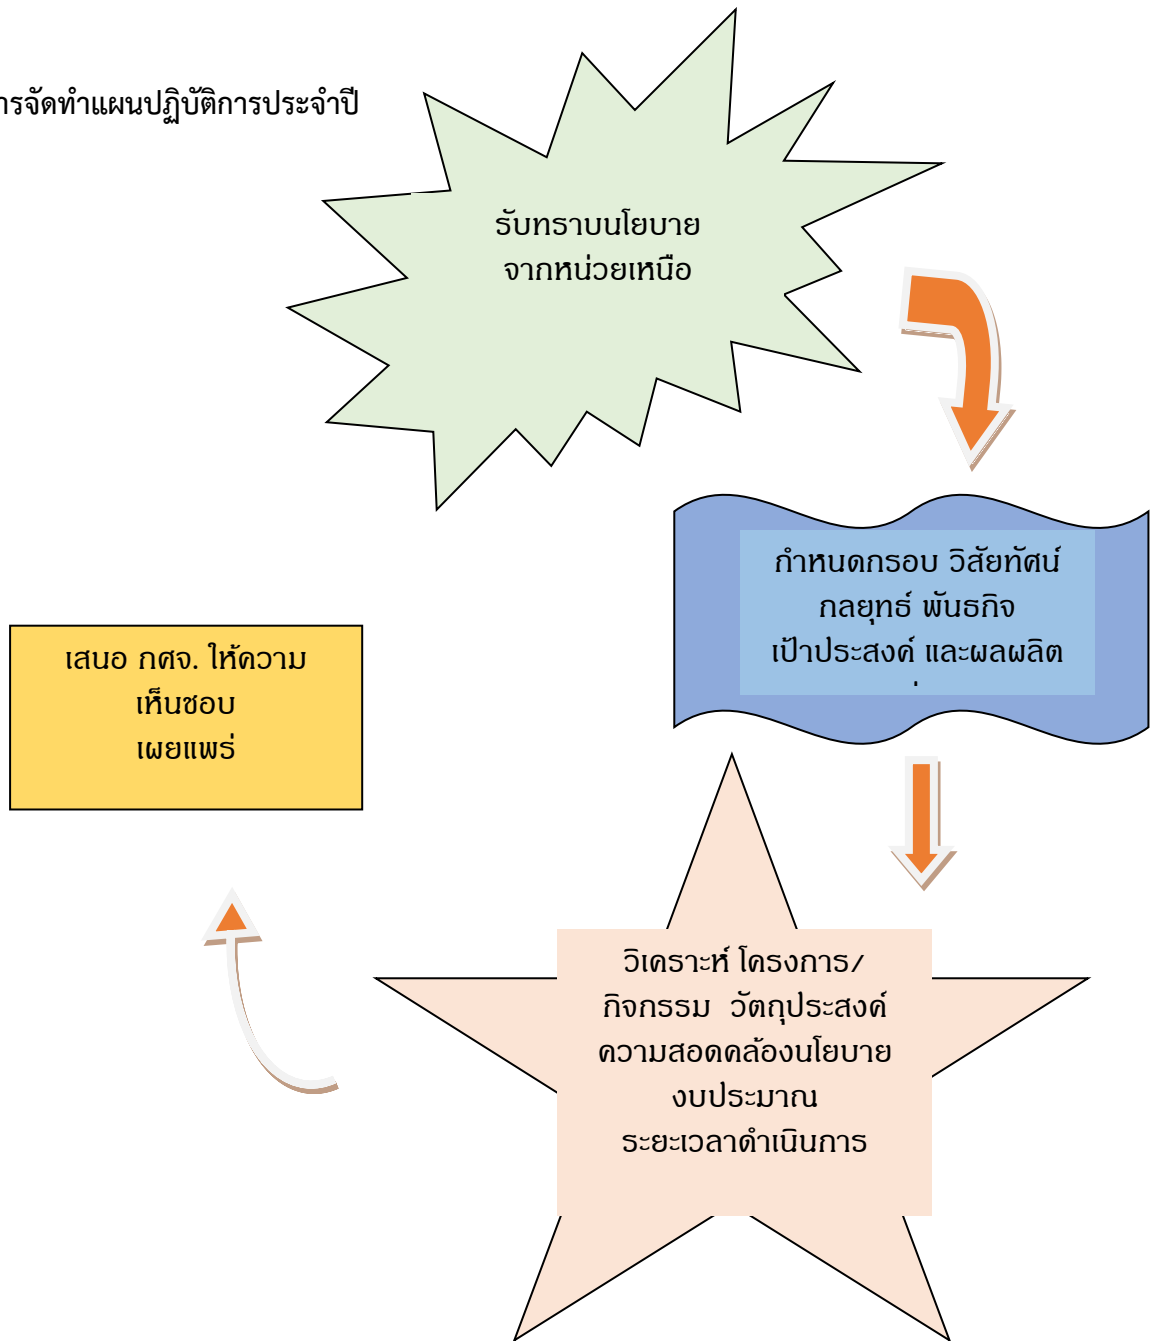 การจัดทำแผนปฏิบัติการประจำปี
รับทราบนโยบาย
จากหน่วยเหนือ
กำหนดกรอบ วิสัยทัศน์
กลยุทธ์ พันธกิจ
เป้าประสงค์ และผลผลิต
เสนอ กศจ. ให้ความ
เห็นชอบ
เผยแพร่
วิเคราะห์ โครงการ/
กิจกรรม วัตถุประสงค์
ความสอดคล้องนโยบาย
งบประมาณ
ระยะเวลาดำเนินการ